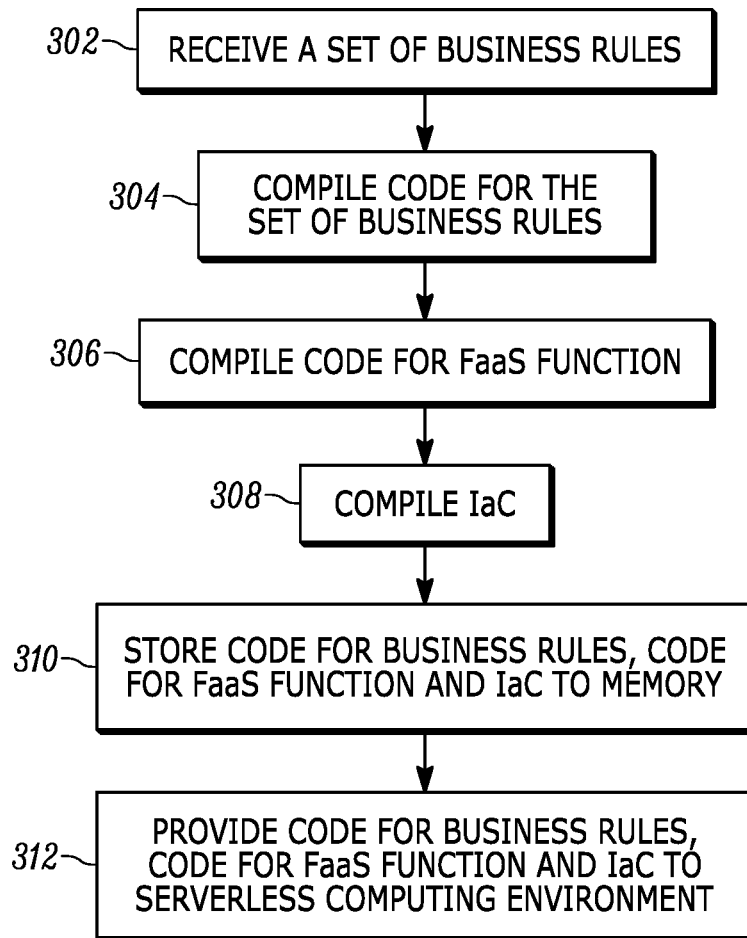 302
RECEIVE A SET OF BUSINESS RULES
304
COMPILE CODE FOR THE
SET OF BUSINESS RULES
306
COMPILE CODE FOR FaaS FUNCTION
308
COMPILE IaC
310
STORE CODE FOR BUSINESS RULES, CODE
FOR FaaS FUNCTION AND IaC TO MEMORY
312
PROVIDE CODE FOR BUSINESS RULES,
CODE FOR FaaS FUNCTION AND IaC TO
SERVERLESS COMPUTING ENVIRONMENT